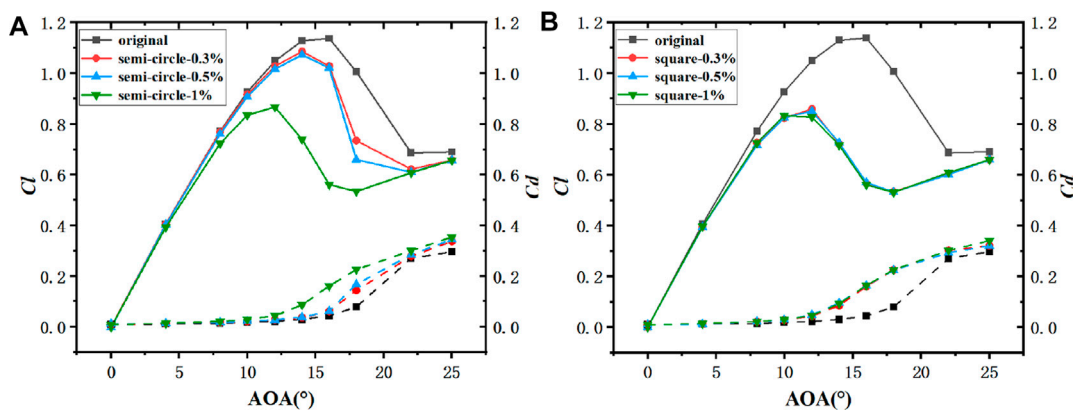 A
original
semi-circle-0.3%
semi-circle-0.5%
semi-circle-1%
Cl
1.2
1.0
0.8
0.6
0.4
0.2
0.0
1.2
1.0
0.8
0.6
0.4
0.2
0.0
Cd
0 5 10 15 20 25
AOA(°)
B
original
square-0.3%
square-0.5%
square-1%
Cl
1.2
1.0
0.8
0.6
0.4
0.2
0.0
1.2
1.0
0.8
0.6
0.4
0.2
0.0
Cd
0 5 10 15 20 25
AOA(°)